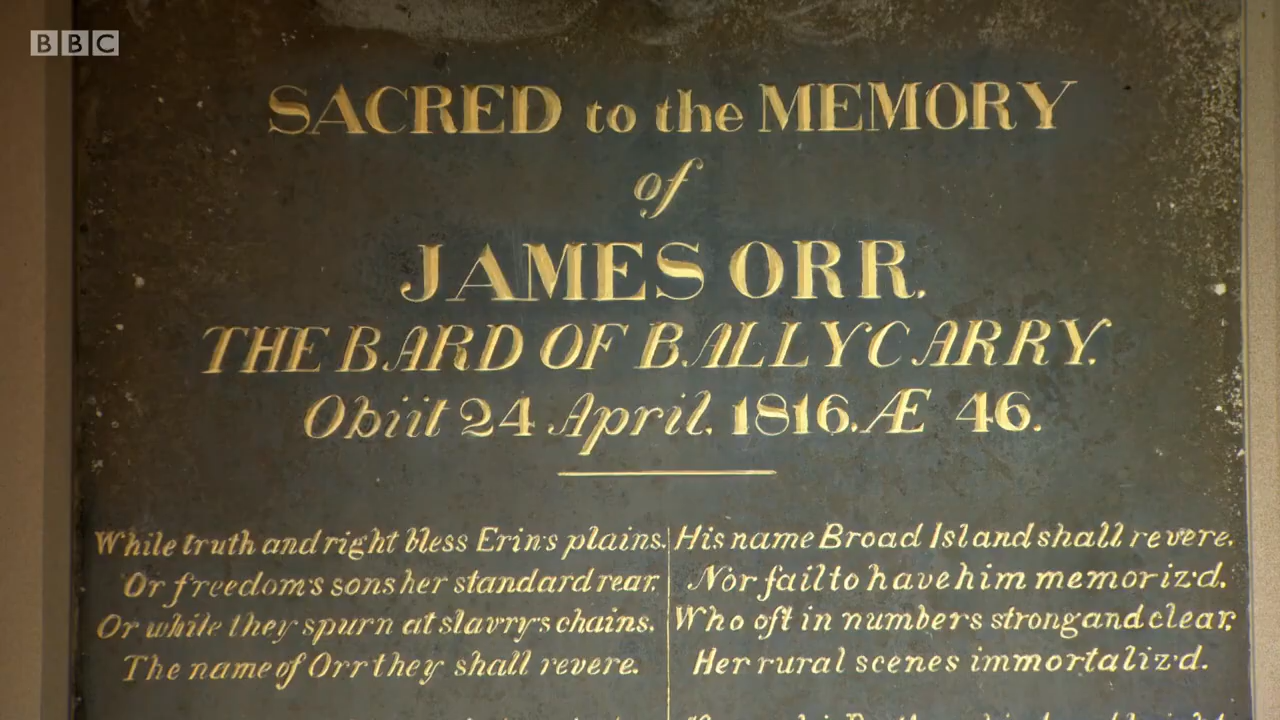 BBC
SACRED to the MEMORY
of
JAMES ORR.
THE BARD OF BALLYCARRY.
Obiit 24 April. 1816. Æ 46.
While truth and right bless Erin's plains.
Or freedom's sons her standard rear.
Or while they spurn at slavry's chains.
The name of Orr they shall revere.
His name Broad Island shall revere.
Nor fail to have him memoriz'd.
Who oft in numbers strong and clear.
Her rural scenes immortaliz'd.